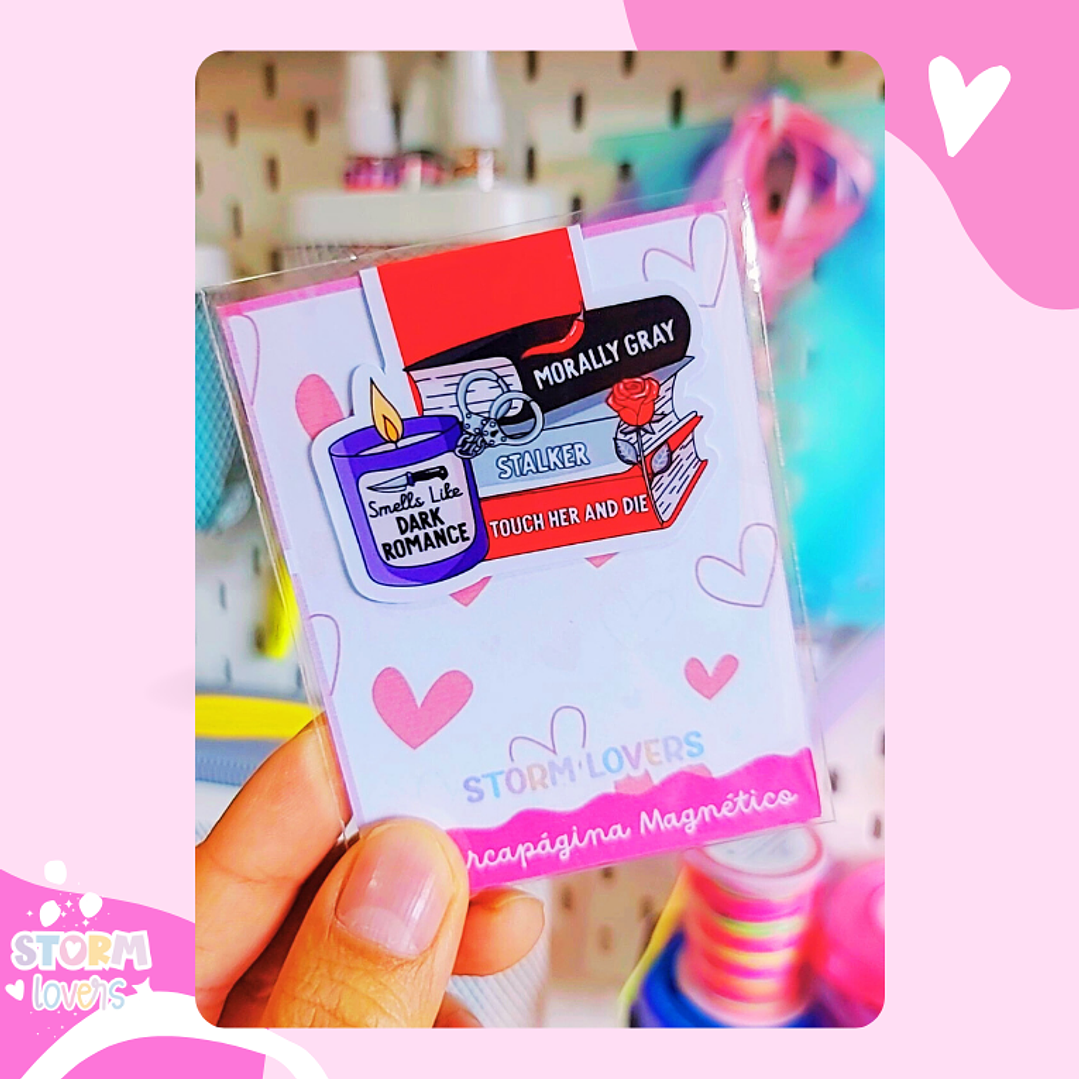 MORALLY GRAY
STALKER
TOUCH HER AND DIE
Smells Like
DARK
ROMANCE
STORM LOVERS
rcapágina Magnético
STORM
lovers